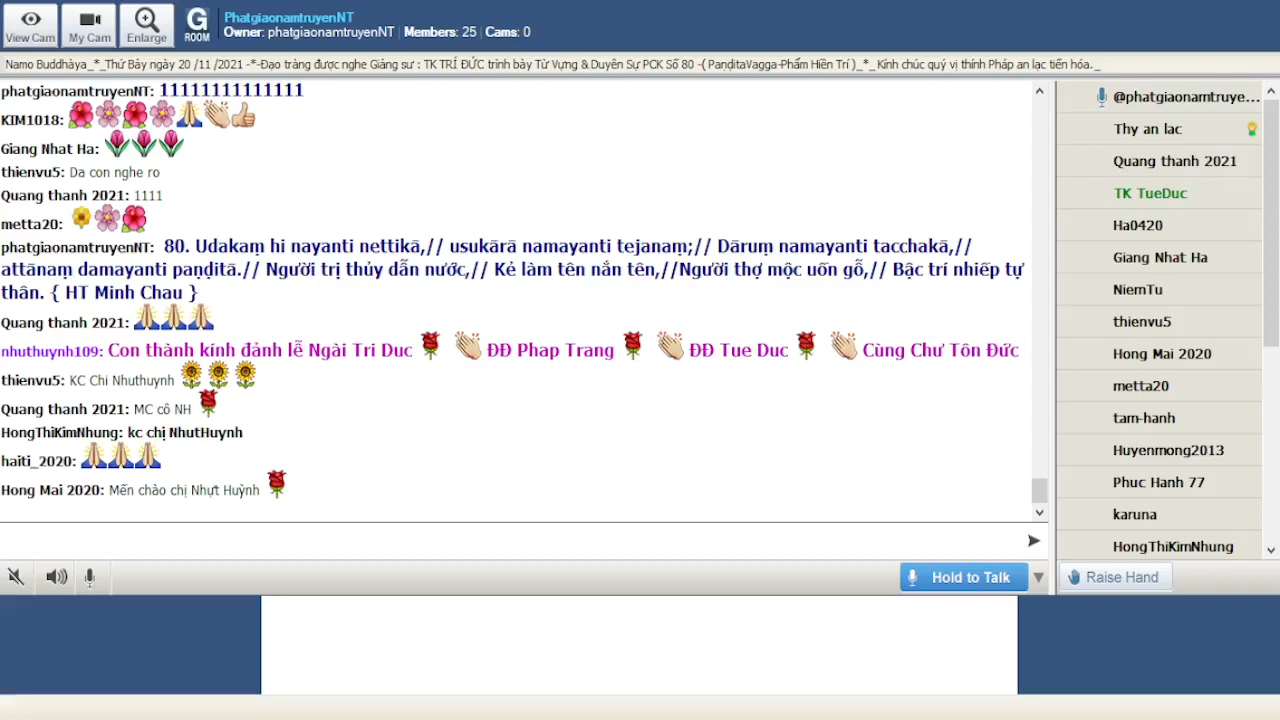 View Cam
My Cam
Enlarge
G
ROOM
PhatgiaonamtruyenNT
Owner: phatgiaonamtruyenNT | Members: 25 | Cams: 0
Namo Buddhàya_*_Thứ Bảy ngày 20 /11 /2021 -*-Đạo tràng được nghe Giảng sư : TK TRÍ ĐỨC trình bày Từ Vựng & Duyên Sự PCK Số 80 -( PaṇḍitaVagga-Phẩm Hiền Trí )_*_ Kính chúc quý vị thính Pháp an lạc tiến hóa._
phatgiaonamtruyenNT: 11111111111111
KIM1018:
Giang Nhat Ha:
thienvu5: Da con nghe ro
Quang thanh 2021: 1111
metta20:
phatgiaonamtruyenNT: 80. Udakaṃ hi nayanti nettikā,// usukārā namayanti tejanaṃ;// Dāruṃ namayanti tacchakā,//
attānaṃ damayanti paṇḍitā.// Người trị thủy dẫn nước,// Kẻ làm tên nắn tên,//Người thợ mộc uốn gỗ,// Bậc trí nhiếp tự
thân. { HT Minh Chau }
Quang thanh 2021:
nhuthuynh109: Con thành kính đảnh lễ Ngài Tri Duc ĐĐ Phap Trang ĐĐ Tue Duc Cùng Chư Tôn Đức
thienvu5: KC Chi Nhuthuynh
Quang thanh 2021: MC cô NH
HongThiKimNhung: kc chị NhutHuynh
haiti_2020:
Hong Mai 2020: Mến chào chị Nhựt Huỳnh
Hold to Talk
@phatgiaonamtruye...
Thy an lac
Quang thanh 2021
TK TueDuc
Ha0420
Giang Nhat Ha
NiemTu
thienvu5
Hong Mai 2020
metta20
tam-hanh
Huyenmong2013
Phuc Hanh 77
karuna
HongThiKimNhung
Raise Hand